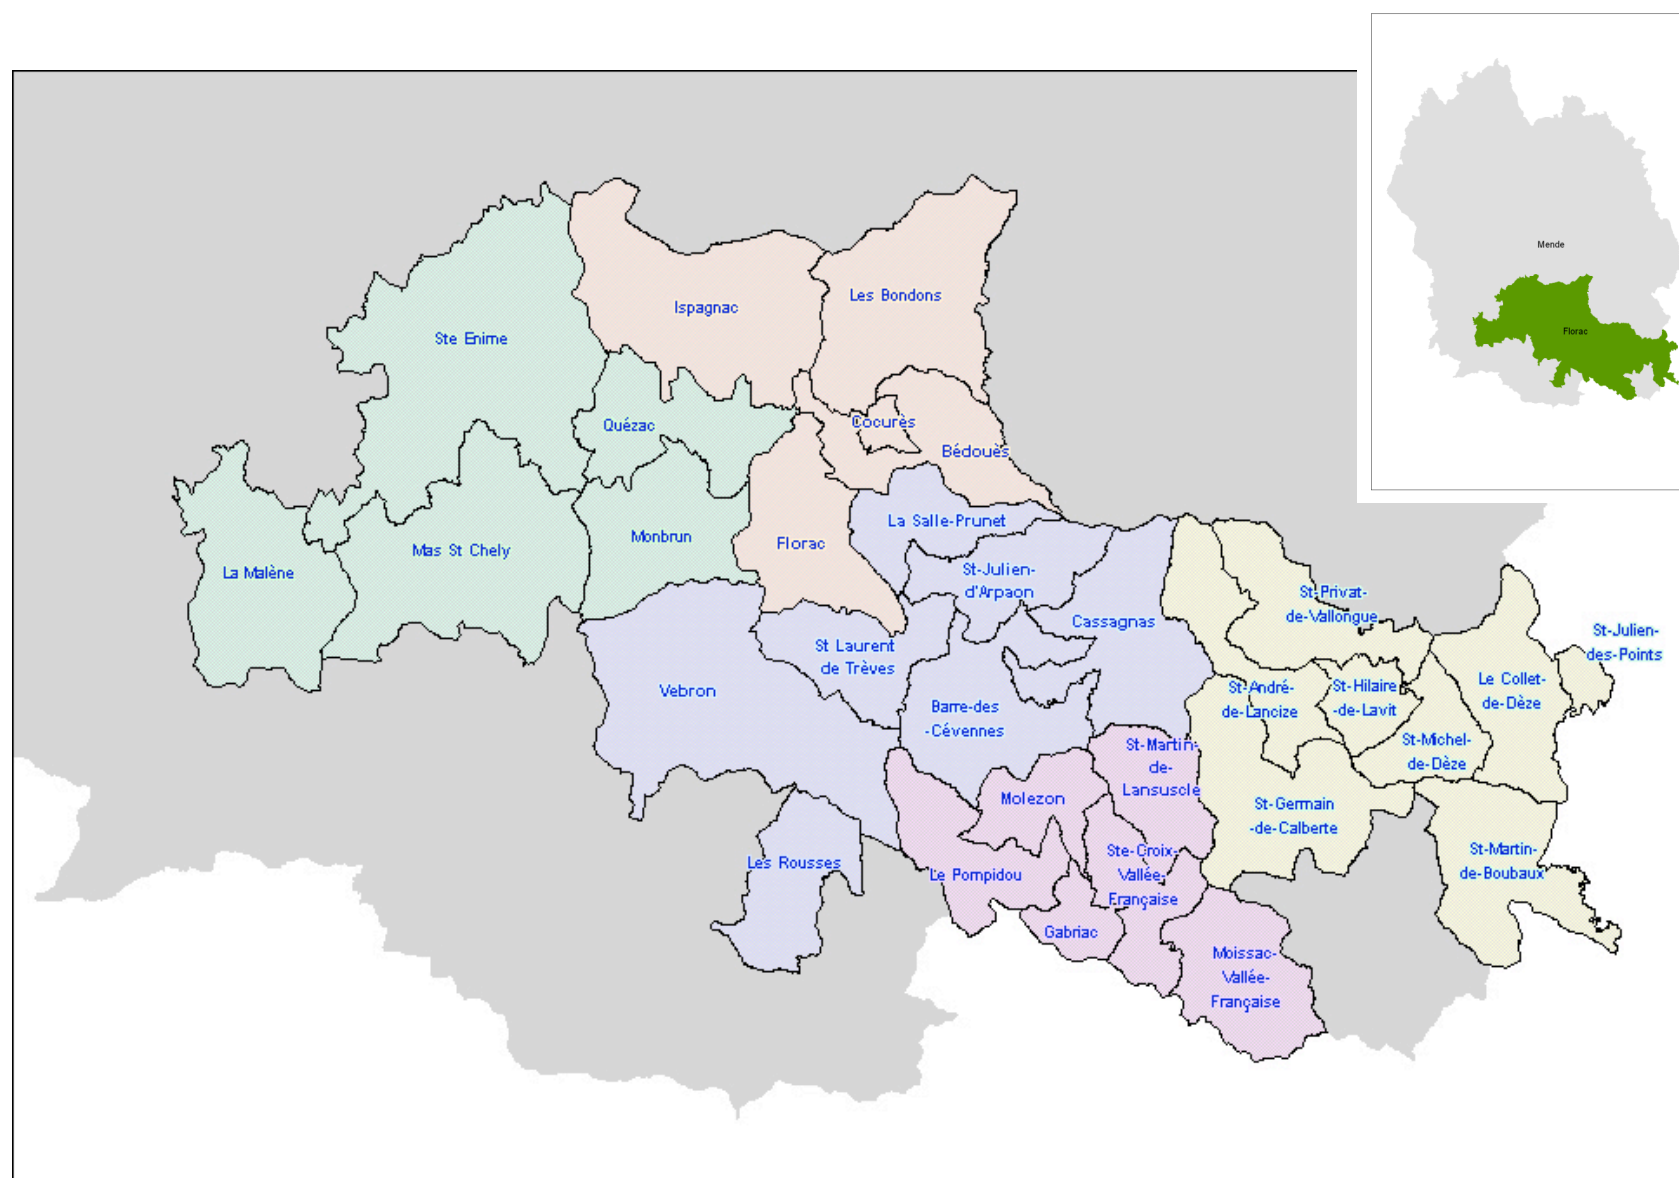 Mende
Florac
Les Bondons
Ispagnac
Ste Enime
Cocurès
Quézac
Bédouès
La Salle-Prunet
Monbrun
Florac
Mas St Chely
La Malène
St-Julien-
d'Arpaon
St-Privat-
de-Vallongue
Cassagnas
St-Julien-
des-Points
St Laurent
de Trèves
Vebron
St-André-
de-Lancize
St-Hilaire
-de-Lavit
Le Collet-
de-Dèze
Barre-des
-Cévennes
St-Michel-
de-Dèze
St-Martin-
de-
Lansuscle
Molezon
St-Germain
-de-Calberte
Ste-Croix-
Vallée-
Française
St-Martin-
de-Boubaux
Les Rousses
Le Pompidou
Gabriac
Moissac-
Vallée-
Française